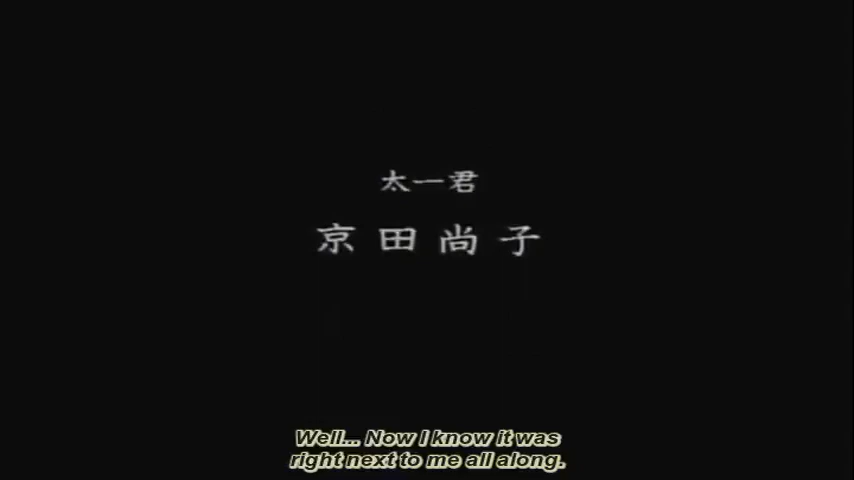 太一君
京田尚子
Well... Now I know it was
right next to me all along.